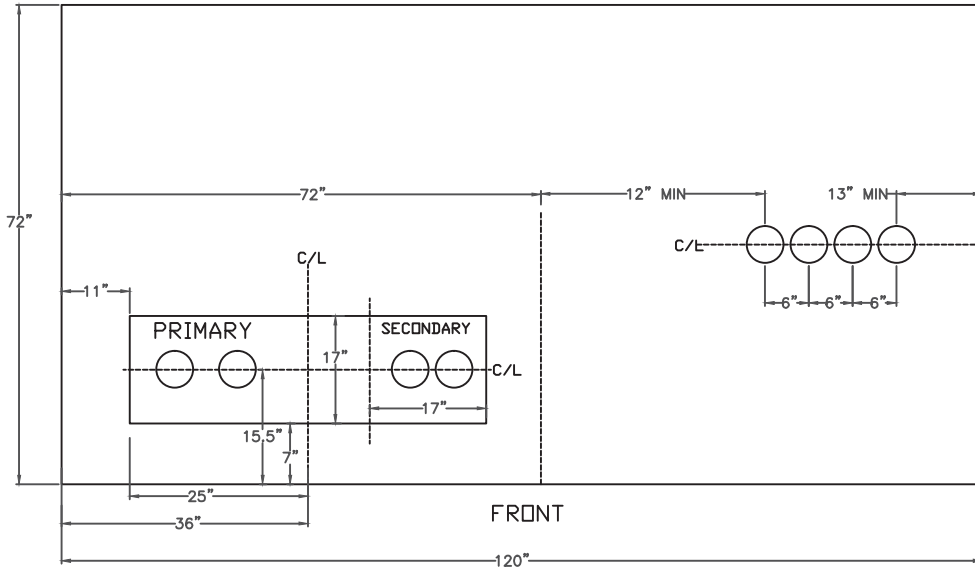 72”
12” MIN
13” MIN
72”
C/L
C/L
11”
6”
6”
6”
PRIMARY
SECONDARY
17”
C/L
17”
15.5”
7”
25”
FRONT
36”
120”